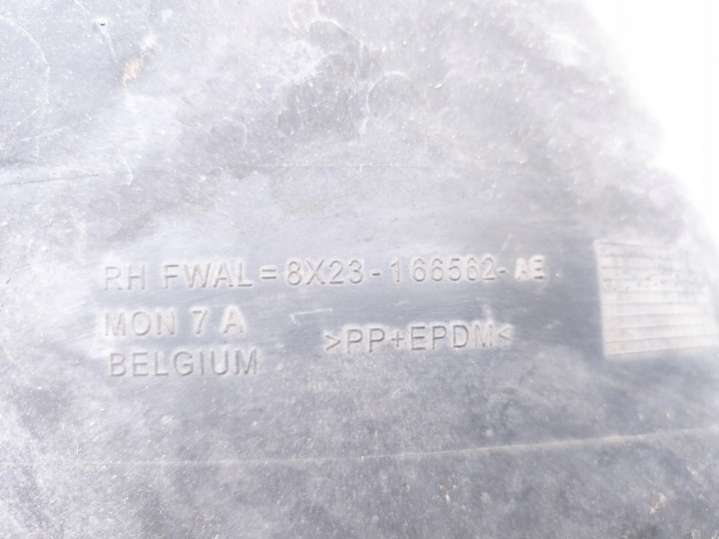 RH FWAL=8X23-166562-AE
MON 7 A
>PP+EPDM<
BELGIUM